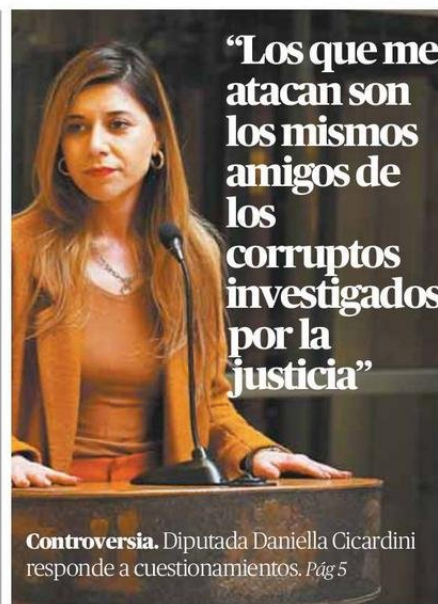 “Los que me
atacan son
los mismos
amigos de
los
corruptos
investigados
por la
justicia”
Controversia. Diputada Daniella Cicardini
responde a cuestionamientos. Pág 5